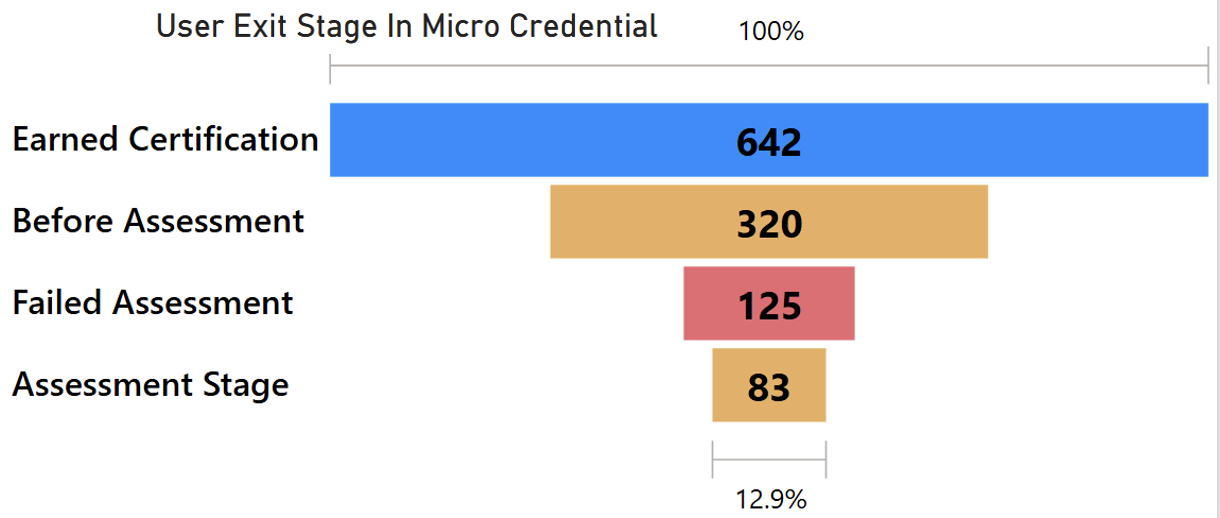 User Exit Stage In Micro Credential
100%
Earned Certification 642
Before Assessment 320
Failed Assessment 125
Assessment Stage 83
12.9%